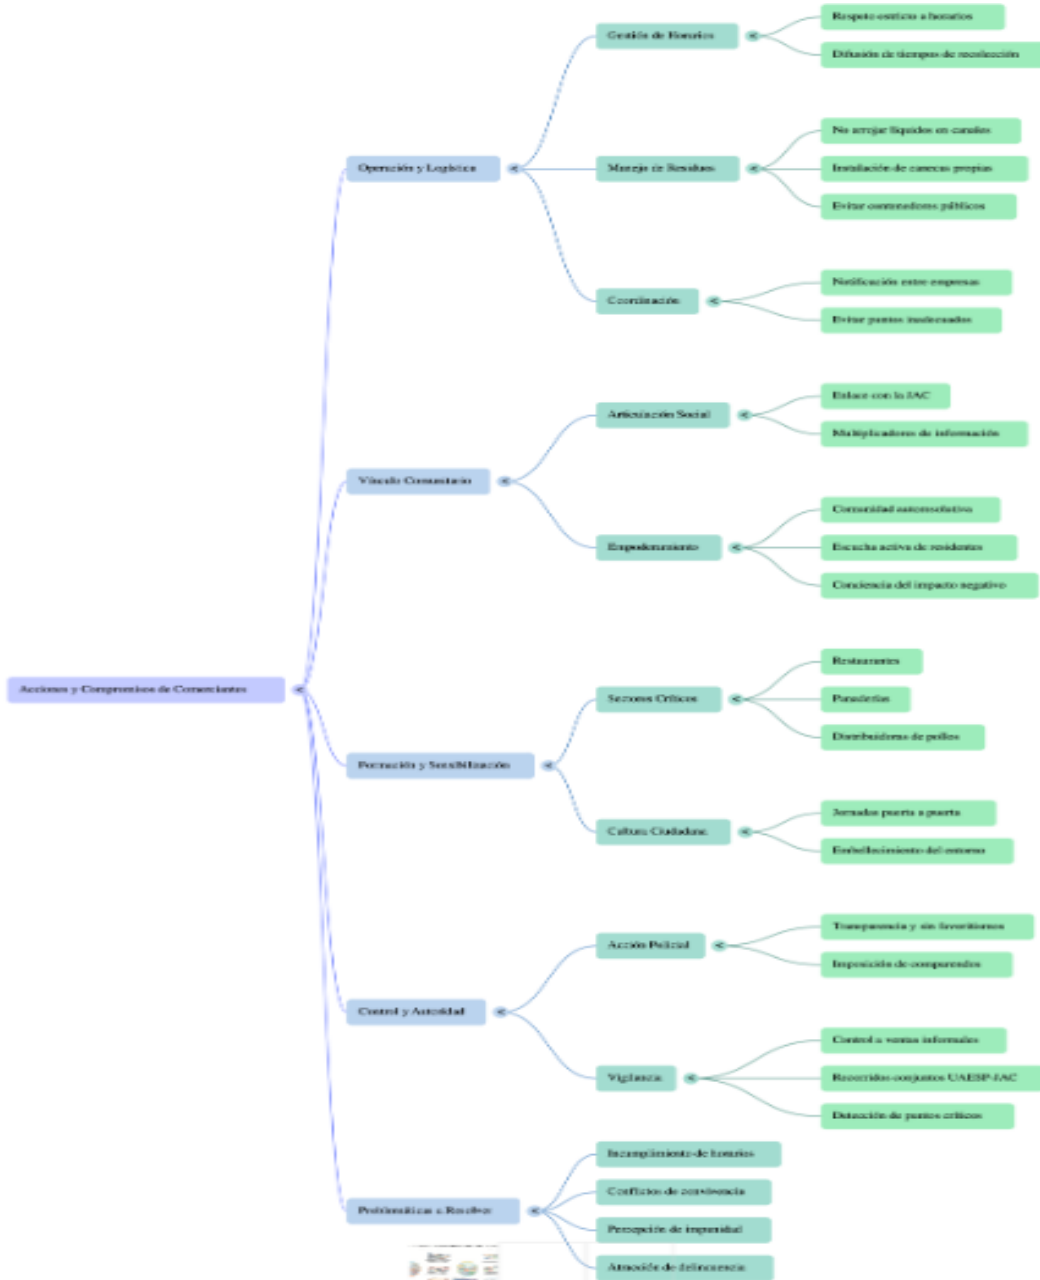 Acciones y Compromisos de Comerciantes
Operación y Logística
Gestión de Horarios
Respeto estricto a horarios
Difusión de tiempos de recolección
Manejo de Residuos
No arrojar líquidos en canales
Instalación de canecas propias
Evitar contenedores públicos
Coordinación
Notificación entre empresas
Evitar puntos inadecuados
Vínculo Comunitario
Articulación Social
Enlace con la JAC
Multiplicadores de información
Empoderamiento
Comunidad autorresolutiva
Escucha activa de residentes
Conciencia del impacto negativo
Formación y Sensibilización
Sectores Críticos
Restaurantes
Panaderías
Distribuidoras de pollos
Cultura Ciudadana
Jornadas puerta a puerta
Embellecimiento del entorno
Control y Autoridad
Acción Policial
Transparencia y sin favoritismos
Imposición de comparendos
Vigilancia
Control a ventas informales
Recorridos conjuntos UAESP-JAC
Detección de puntos críticos
Problemáticas a Resolver
Incumplimiento de horarios
Conflictos de convivencia
Percepción de impunidad
Atracción de delincuencia